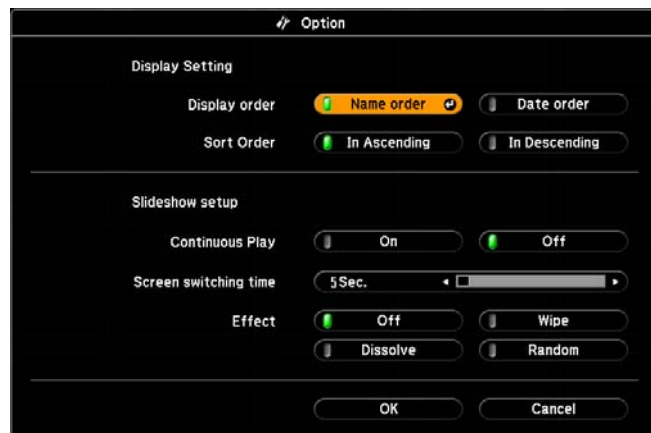 Option
Display Setting
Display order Name order Date order
Sort Order In Ascending In Descending
Slideshow setup
Continuous Play On Off
Screen switching time 5Sec.
Effect Off Wipe
Dissolve Random
OK Cancel